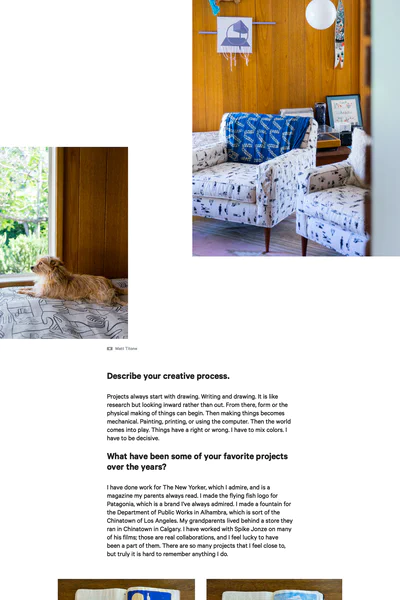 Matt Titone
Describe your creative process.
Projects always start with drawing. Writing and drawing. It is like
research but looking inward rather than out. From there, form or the
physical making of things can begin. Then making things becomes
mechanical. Painting, printing, or using the computer. Then the world
comes into play. Things have a right or wrong. I have to mix colors. I
have to be decisive.
What have been some of your favorite projects
over the years?
I have done work for The New Yorker, which I admire, and is a
magazine my parents always read. I made the flying fish logo for
Patagonia, which is a brand I've always admired. I made a fountain for
the Department of Public Works in Alhambra, which is sort of the
Chinatown of Los Angeles. My grandparents lived behind a store they
ran in Chinatown in Calgary. I have worked with Spike Jonze on many
of his films; those are real collaborations, and I feel lucky to have
been a part of them. There are so many projects that I feel close to,
but truly it is hard to remember anything I do.